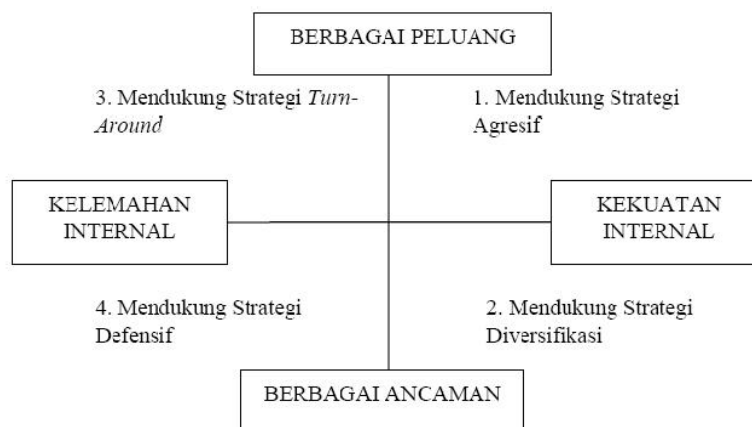 BERBAGAI PELUANG
3. Mendukung Strategi Turn-
Around
1. Mendukung Strategi
Agresif
KELEMAHAN
INTERNAL
KEKUATAN
INTERNAL
4. Mendukung Strategi
Defensif
2. Mendukung Strategi
Diversifikasi
BERBAGAI ANCAMAN